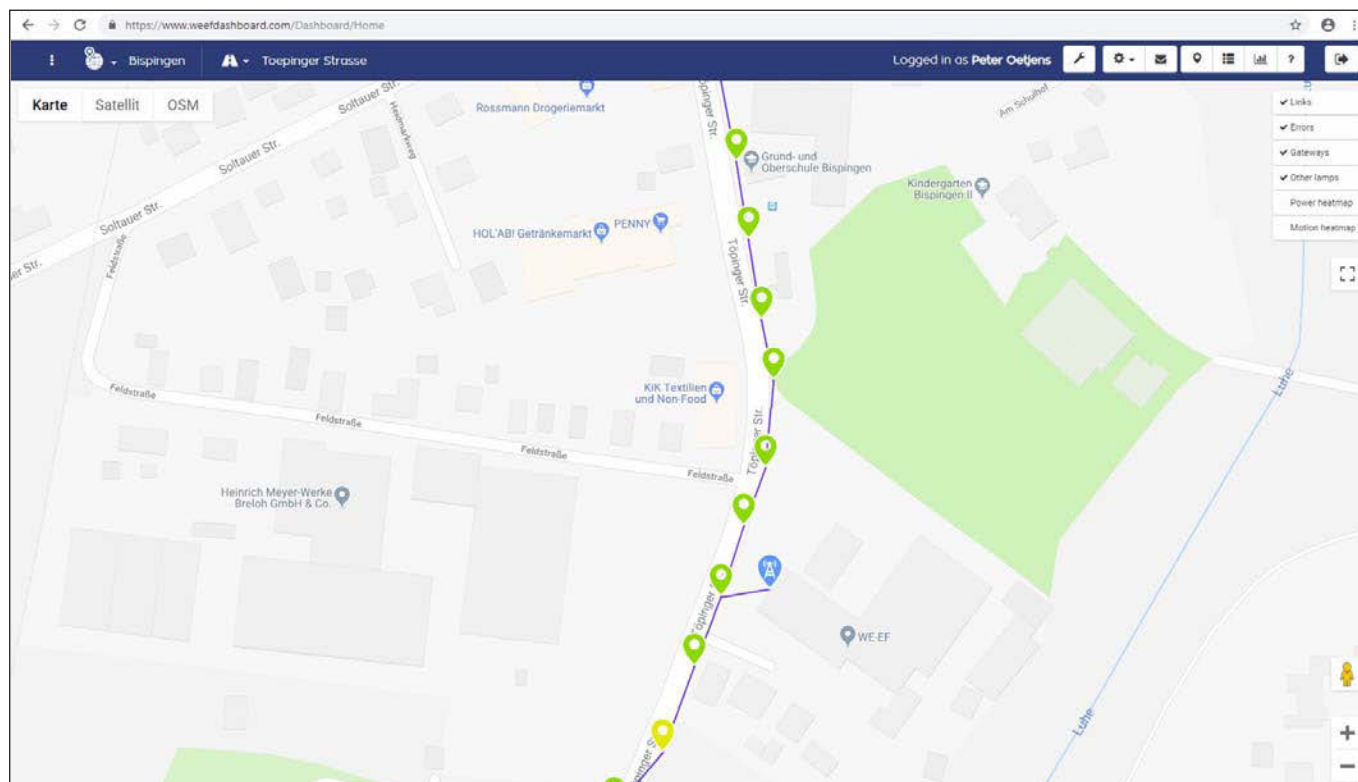 https://www.weefdashboard.com/Dashboard/Home
Bispingen
Toepinger Strasse
Logged in as Peter Oetjens
?
Karte
Satellit
OSM
Links
Errors
Gateways
Other lamps
Power heatmap
Motion heatmap
Soltauer Str.
Rossmann Drogeriemarkt
Heidmarkweg
Töpinger Str.
Am Schulhof
Soltauer Str.
Grund- und
Oberschule Bispingen
Kindergarten
Bispingen II
Soltauer Str.
PENNY
HOL'AB! Getränkemarkt
Feldstraße
er Str.
Töpinger Str.
KiK Textilien
und Non-Food
Luhe
Feldstraße
Feldstraße
Töpinger Str.
Feldstraße
Feldstraße
Heinrich Meyer-Werke
Breloh GmbH & Co.
Töpinger S
WE-EF
Luhe
pinger S
+
−